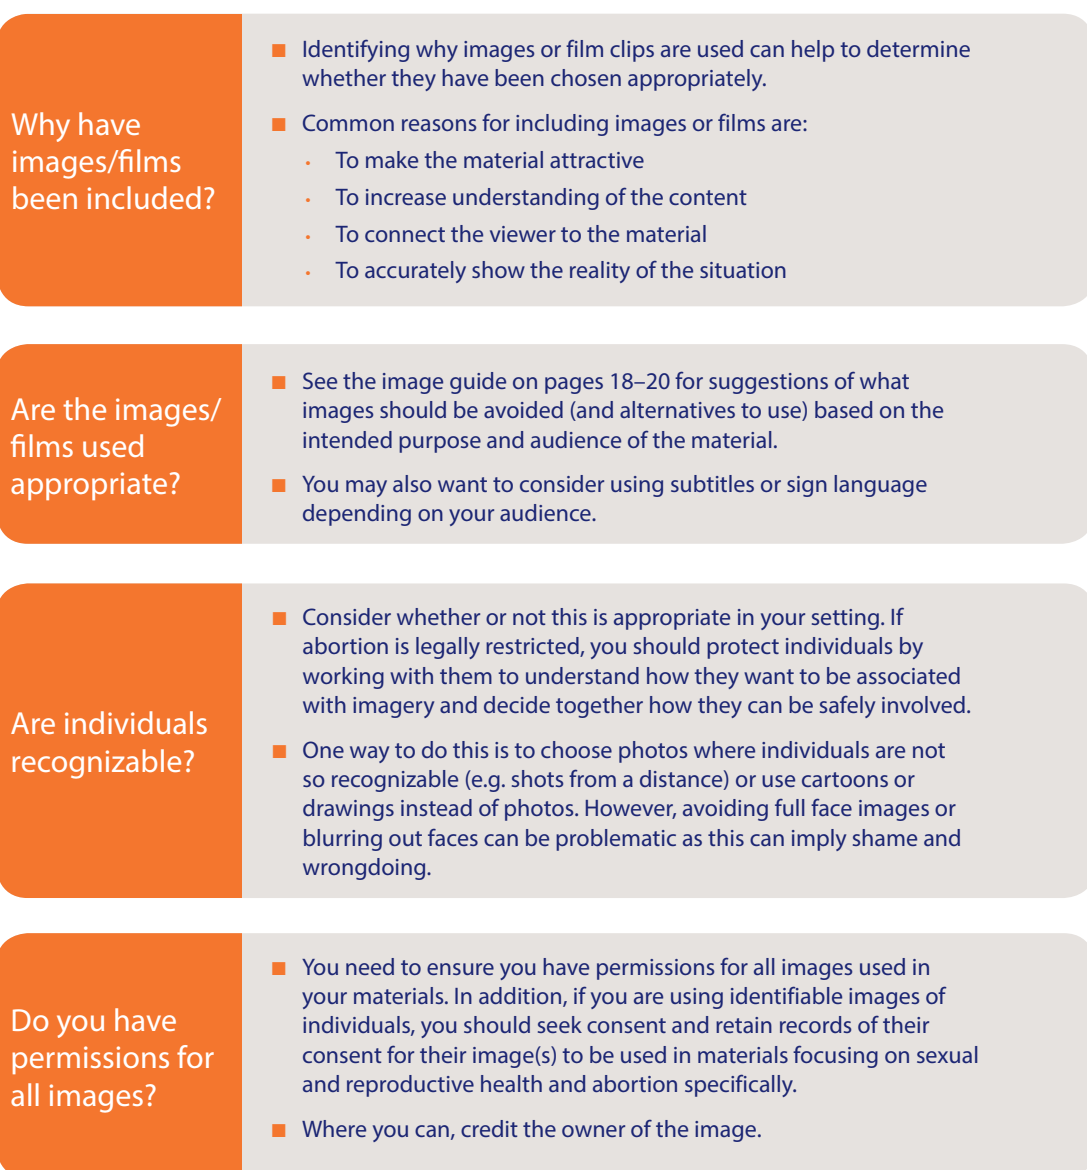 Why have
images/films
been included?
■ Identifying why images or film clips are used can help to determine
whether they have been chosen appropriately.
■ Common reasons for including images or films are:
• To make the material attractive
• To increase understanding of the content
• To connect the viewer to the material
• To accurately show the reality of the situation
Are the images/
films used
appropriate?
■ See the image guide on pages 18–20 for suggestions of what
images should be avoided (and alternatives to use) based on the
intended purpose and audience of the material.
■ You may also want to consider using subtitles or sign language
depending on your audience.
Are individuals
recognizable?
■ Consider whether or not this is appropriate in your setting. If
abortion is legally restricted, you should protect individuals by
working with them to understand how they want to be associated
with imagery and decide together how they can be safely involved.
■ One way to do this is to choose photos where individuals are not
so recognizable (e.g. shots from a distance) or use cartoons or
drawings instead of photos. However, avoiding full face images or
blurring out faces can be problematic as this can imply shame and
wrongdoing.
Do you have
permissions for
all images?
■ You need to ensure you have permissions for all images used in
your materials. In addition, if you are using identifiable images of
individuals, you should seek consent and retain records of their
consent for their image(s) to be used in materials focusing on sexual
and reproductive health and abortion specifically.
■ Where you can, credit the owner of the image.